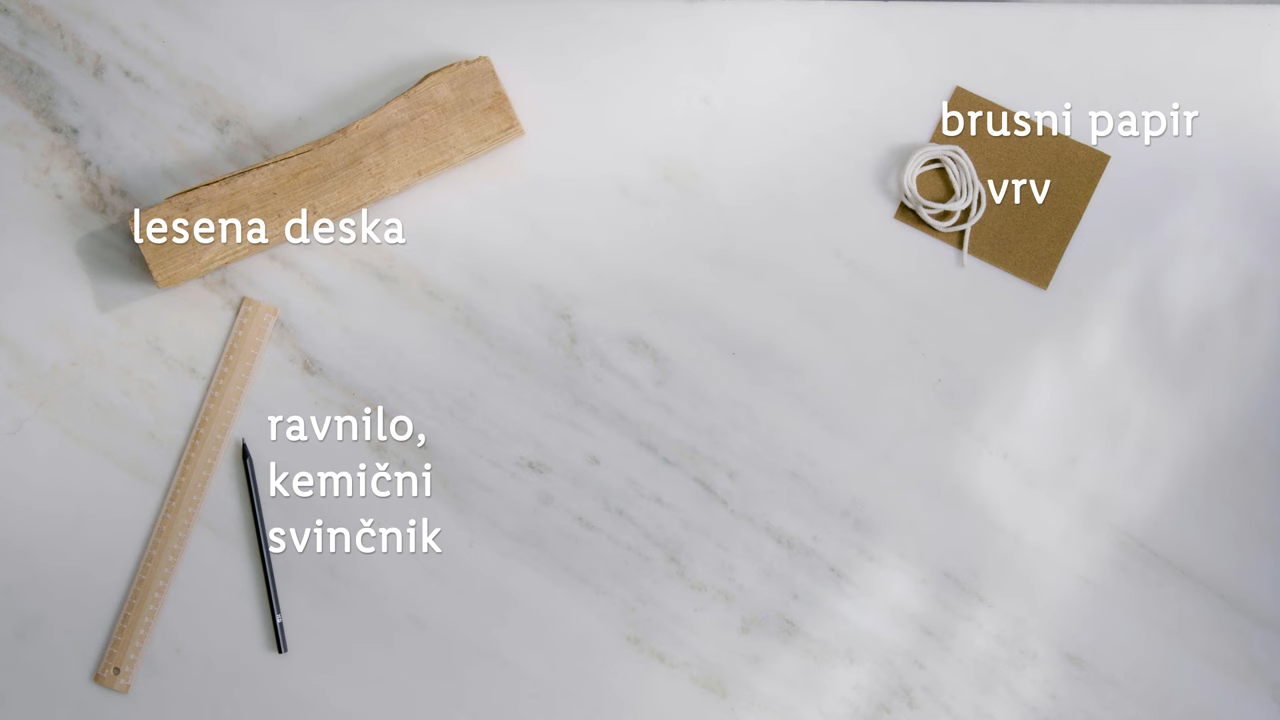 brusni papir
vrv
lesena deska
ravnilo,
kemični
svinčnik